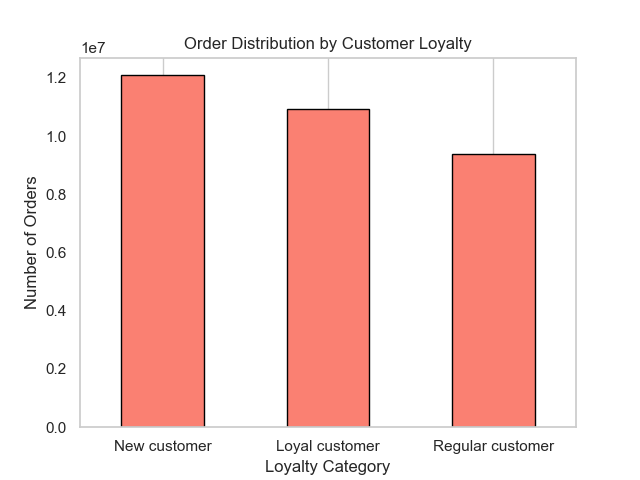 Order Distribution by Customer Loyalty
1e7
1.2
1.0
0.8
0.6
0.4
0.2
0.0
Number of Orders
New customer Loyal customer Regular customer
Loyalty Category